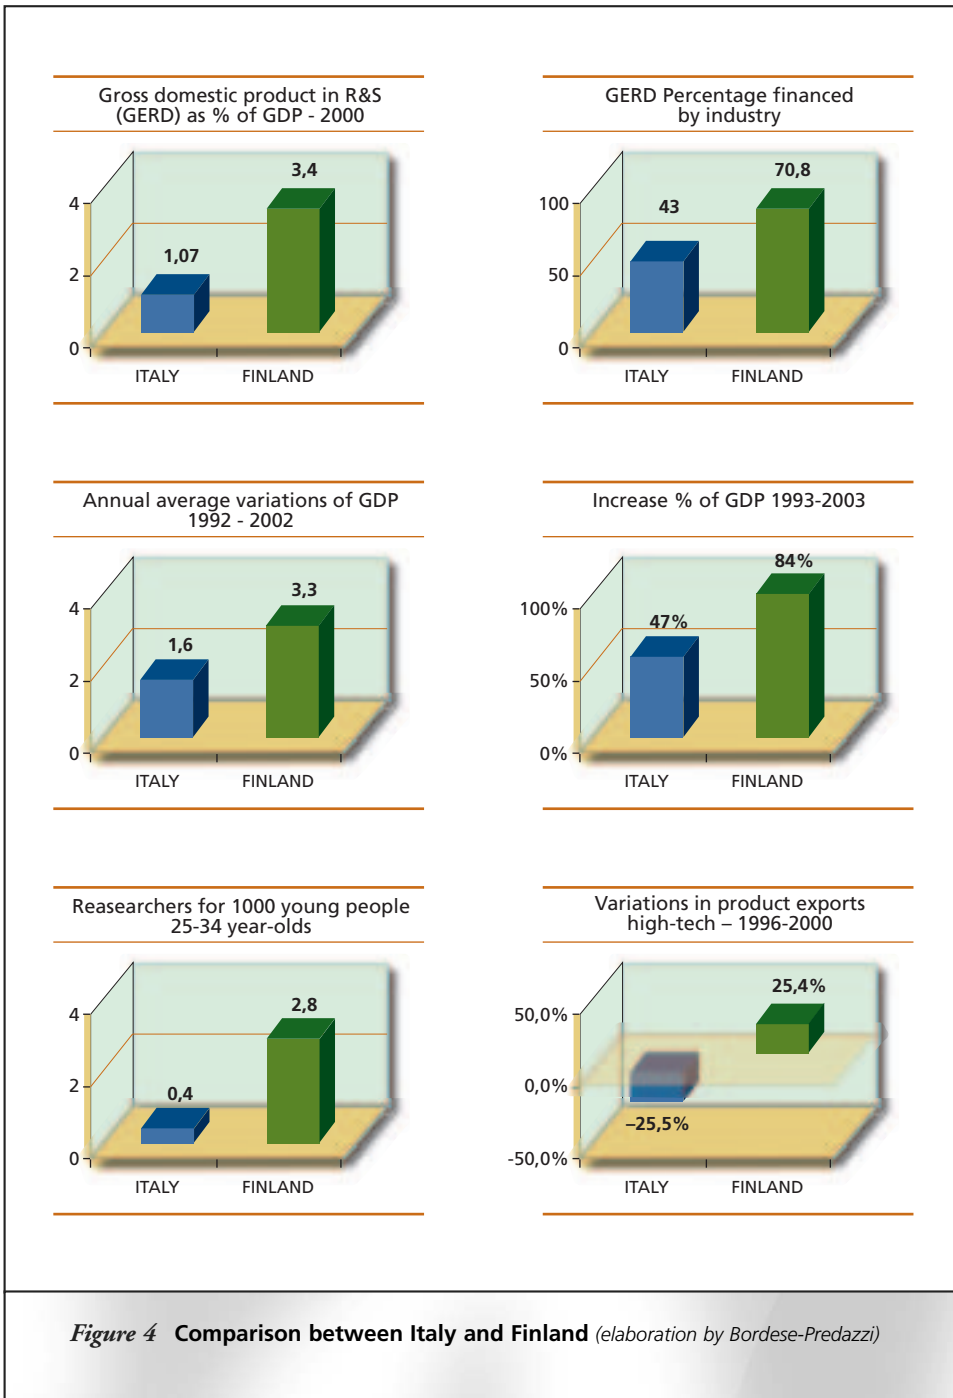 Gross domestic product in R&S
(GERD) as % of GDP - 2000
3,4
4
1,07
2
0
ITALY FINLAND
GERD Percentage financed
by industry
70,8
100
43
50
0
ITALY FINLAND
Annual average variations of GDP
1992 - 2002
3,3
4
1,6
2
0
ITALY FINLAND
Increase % of GDP 1993-2003
84%
100%
47%
50%
0%
ITALY FINLAND
Reasearchers for 1000 young people
25-34 year-olds
2,8
4
2
0,4
0
ITALY FINLAND
Variations in product exports
high-tech – 1996-2000
25,4%
50,0%
0,0%
–25,5%
-50,0%
ITALY FINLAND
Figure 4 Comparison between Italy and Finland (elaboration by Bordese-Predazzi)